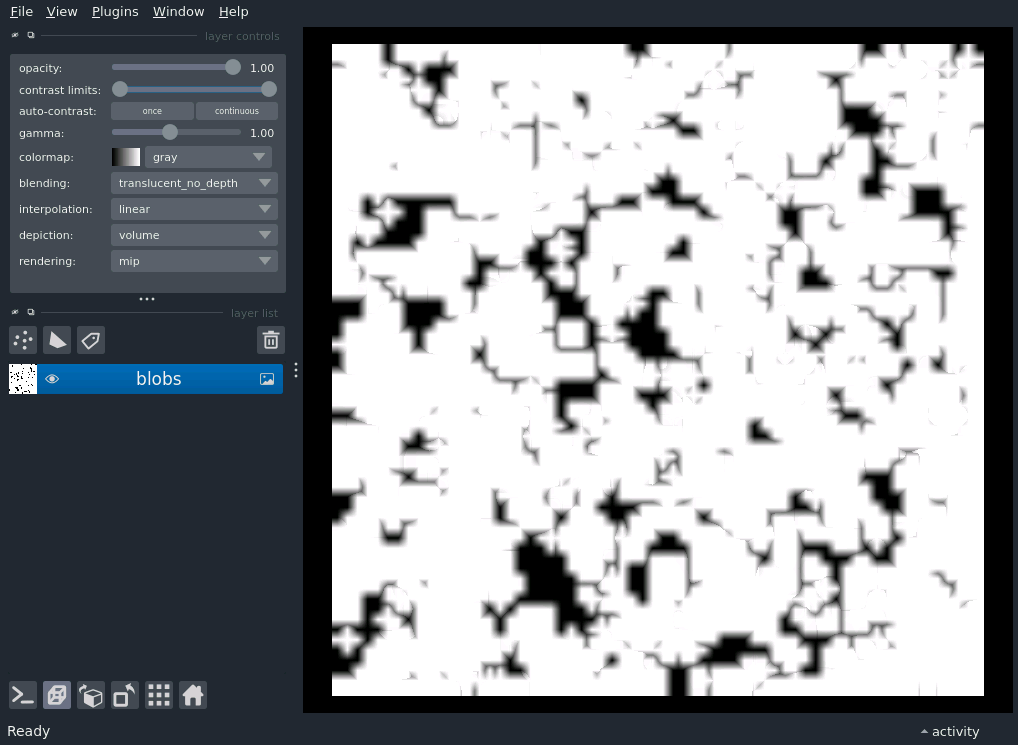 File View Plugins Window Help
layer controls
opacity: 1.00
contrast limits:
auto-contrast: once continuous
gamma: 1.00
colormap: gray
blending: translucent_no_depth
interpolation: linear
depiction: volume
rendering: mip
layer list
blobs
Ready activity